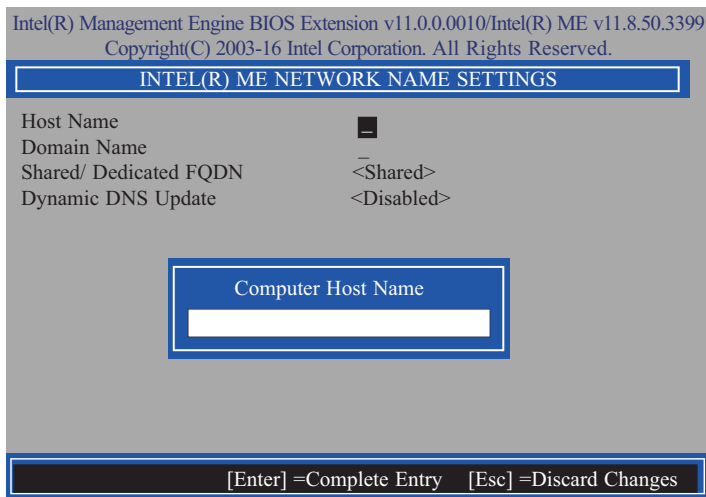 Intel(R) Management Engine BIOS Extension v11.0.0.0010/Intel(R) ME v11.8.50.3399
Copyright(C) 2003-16 Intel Corporation. All Rights Reserved.
INTEL(R) ME NETWORK NAME SETTINGS
Host Name _
Domain Name _
Shared/ Dedicated FQDN <Shared>
Dynamic DNS Update <Disabled>
Computer Host Name
[Enter] =Complete Entry [Esc] =Discard Changes